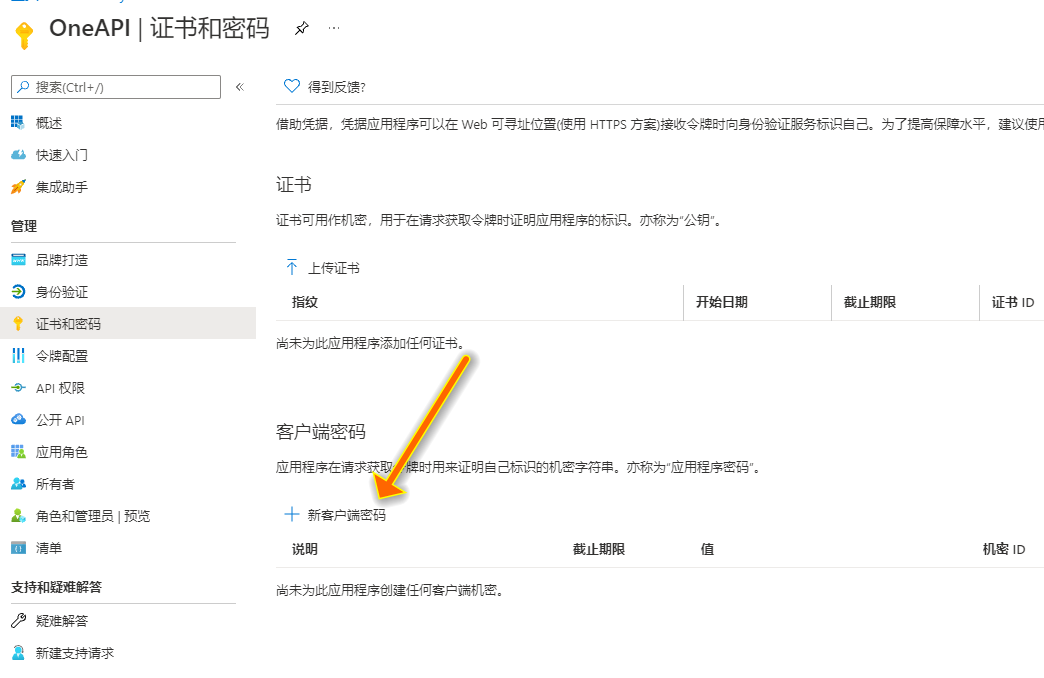 OneAPI | 证书和密码
搜索(Ctrl+/)
«
概述
快速入门
集成助手
管理
品牌打造
身份验证
证书和密码
令牌配置
API 权限
公开 API
应用角色
所有者
角色和管理员 | 预览
清单
支持和疑难解答
疑难解答
新建支持请求
得到反馈?
借助凭据，凭据应用程序可以在 Web 可寻址位置(使用 HTTPS 方案)接收令牌时向身份验证服务标识自己。为了提高保障水平，建议使用
证书
证书可用作机密，用于在请求获取令牌时证明应用程序的标识。亦称为“公钥”。
上传证书
指纹 开始日期 截止期限 证书 ID
尚未为此应用程序添加任何证书。
客户端密码
应用程序在请求获取令牌时用来证明自己标识的机密字符串。亦称为“应用程序密码”。
新客户端密码
说明 截止期限 值 机密 ID
尚未为此应用程序创建任何客户端机密。